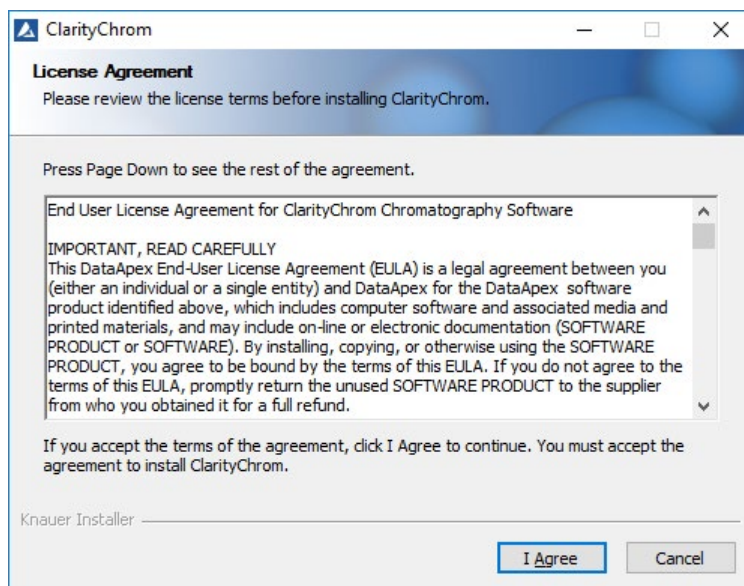 ClarityChrom
License Agreement
Please review the license terms before installing ClarityChrom.
Press Page Down to see the rest of the agreement.
End User License Agreement for ClarityChrom Chromatography Software
IMPORTANT, READ CAREFULLY
This DataApex End-User License Agreement (EULA) is a legal agreement between you
(either an individual or a single entity) and DataApex for the DataApex  software
product identified above, which includes computer software and associated media and
printed materials, and may include on-line or electronic documentation (SOFTWARE
PRODUCT or SOFTWARE). By installing, copying, or otherwise using the SOFTWARE
PRODUCT, you agree to be bound by the terms of this EULA. If you do not agree to the
terms of this EULA, promptly return the unused SOFTWARE PRODUCT to the supplier
from who you obtained it for a full refund.
If you accept the terms of the agreement, click I Agree to continue. You must accept the
agreement to install ClarityChrom.
Knauer Installer
I Agree
Cancel